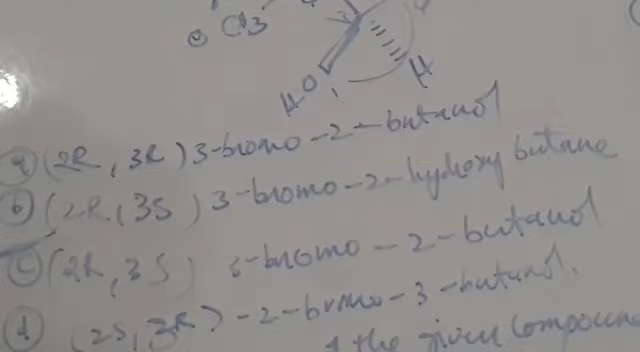 CH3
HO
H
a (2R, 3R) 3-bromo-2-butanol
b (2R, 3S) 3-bromo-2-hydroxy butane
c (2R, 3S) 3-bromo-2-butanol
d (2S, 3R) -2-bromo-3-butanol.
the given compound